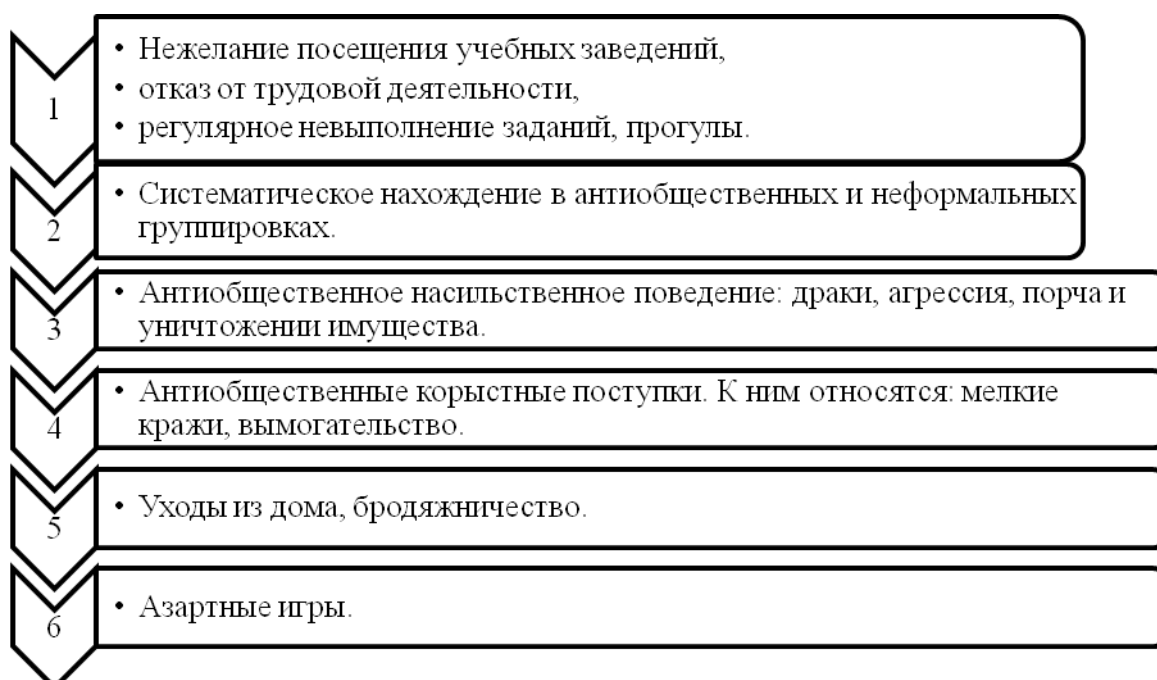 1
• Нежелание посещения учебных заведений,
• отказ от трудовой деятельности,
• регулярное невыполнение заданий, прогулы.
2
• Систематическое нахождение в антиобщественных и неформальных
группировках.
3
• Антиобщественное насильственное поведение: драки, агрессия, порча и
уничтожении имущества.
4
• Антиобщественные корыстные поступки. К ним относятся: мелкие
кражи, вымогательство.
5
• Уходы из дома, бродяжничество.
6
• Азартные игры.